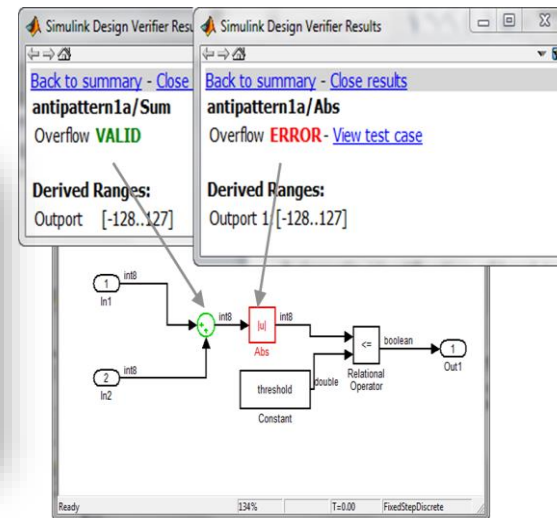 Simulink Design Verifier Resu
Back to summary - Close
antipattern1a/Sum
Overflow VALID
Derived Ranges:
Outport [-128..127]
Simulink Design Verifier Results
Back to summary - Close results
antipattern1a/Abs
Overflow ERROR - View test case
Derived Ranges:
Outport 1: [-128..127]
1
int8
In1
2
int8
In2
int8
|u|
Abs
int8
threshold
double
Constant
<=
Relational
Operator
boolean
1
Out1
Ready
134%
T=0.00
FixedStepDiscrete